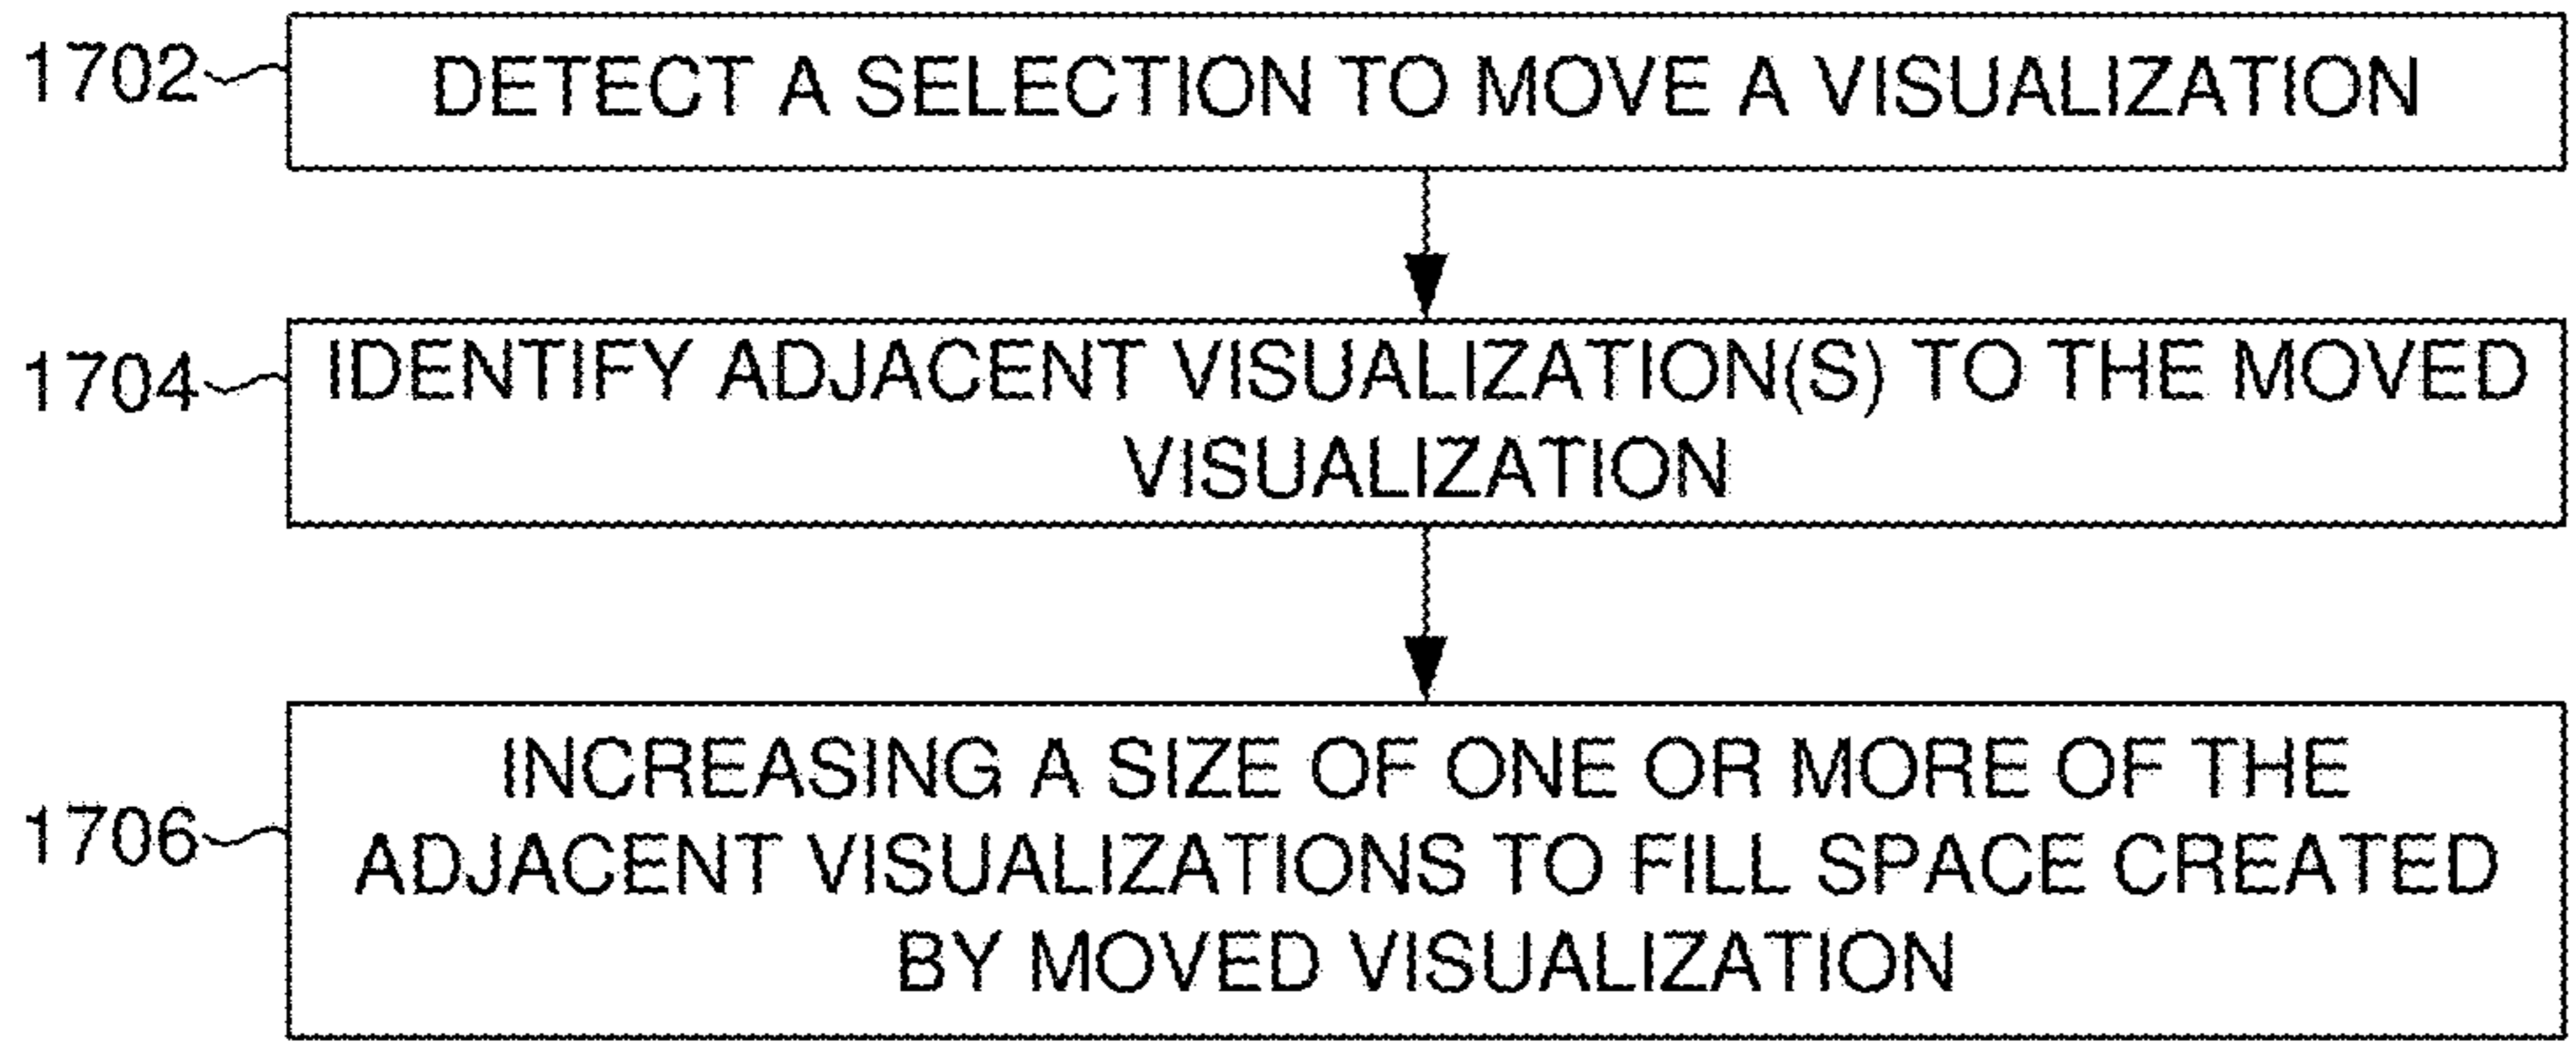 1702
DETECT A SELECTION TO MOVE A VISUALIZATION
1704
IDENTIFY ADJACENT VISUALIZATION(S) TO THE MOVED
VISUALIZATION
1706
INCREASING A SIZE OF ONE OR MORE OF THE
ADJACENT VISUALIZATIONS TO FILL SPACE CREATED
BY MOVED VISUALIZATION